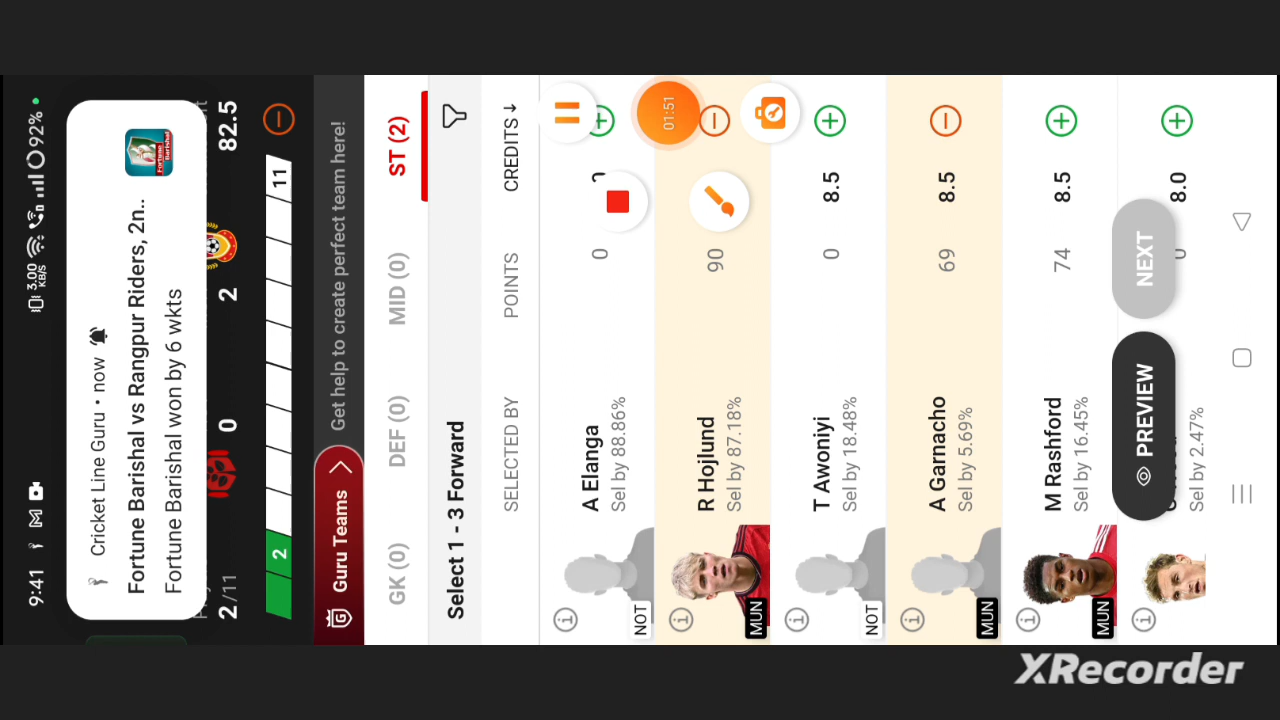 9:41
3.00 KB/S
92%
Cricket Line Guru • now
Fortune Barishal vs Rangpur Riders, 2n..
Fortune Barishal won by 6 wkts
2/11
0
2
82.5
2
11
Guru Teams
Get help to create perfect team here!
GK (0)
DEF (0)
MID (0)
ST (2)
Select 1 - 3 Forward
SELECTED BY
POINTS
CREDITS ↓
A Elanga
Sel by 88.86%
0
NOT
R Hojlund
Sel by 87.18%
90
MUN
T Awoniyi
Sel by 18.48%
0
8.5
NOT
A Garnacho
Sel by 5.69%
69
8.5
MUN
M Rashford
Sel by 16.45%
74
8.5
MUN
Sel by 2.47%
8.0
PREVIEW
NEXT
01:51
XRecorder